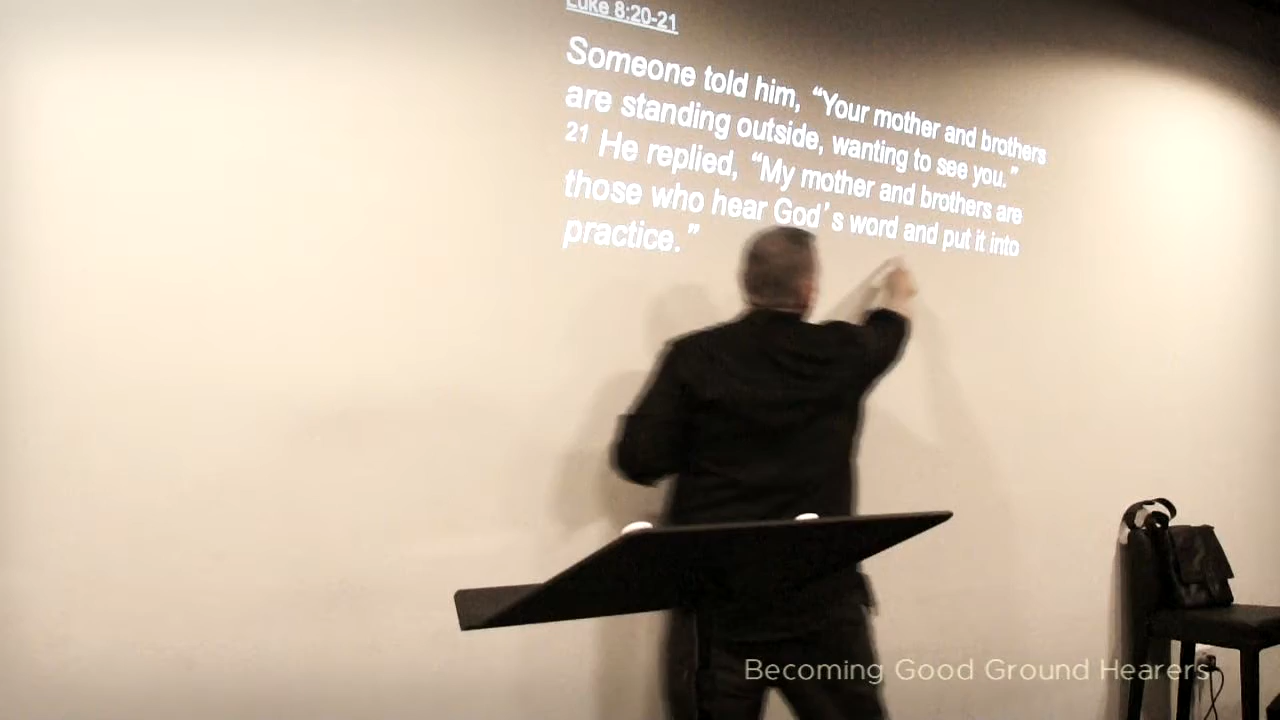 Luke 8:20-21
Someone told him, “Your mother and brothers
are standing outside, wanting to see you.”
21 He replied, “My mother and brothers are
those who hear God’s word and put it into
practice.”
Becoming Good Ground Hearers